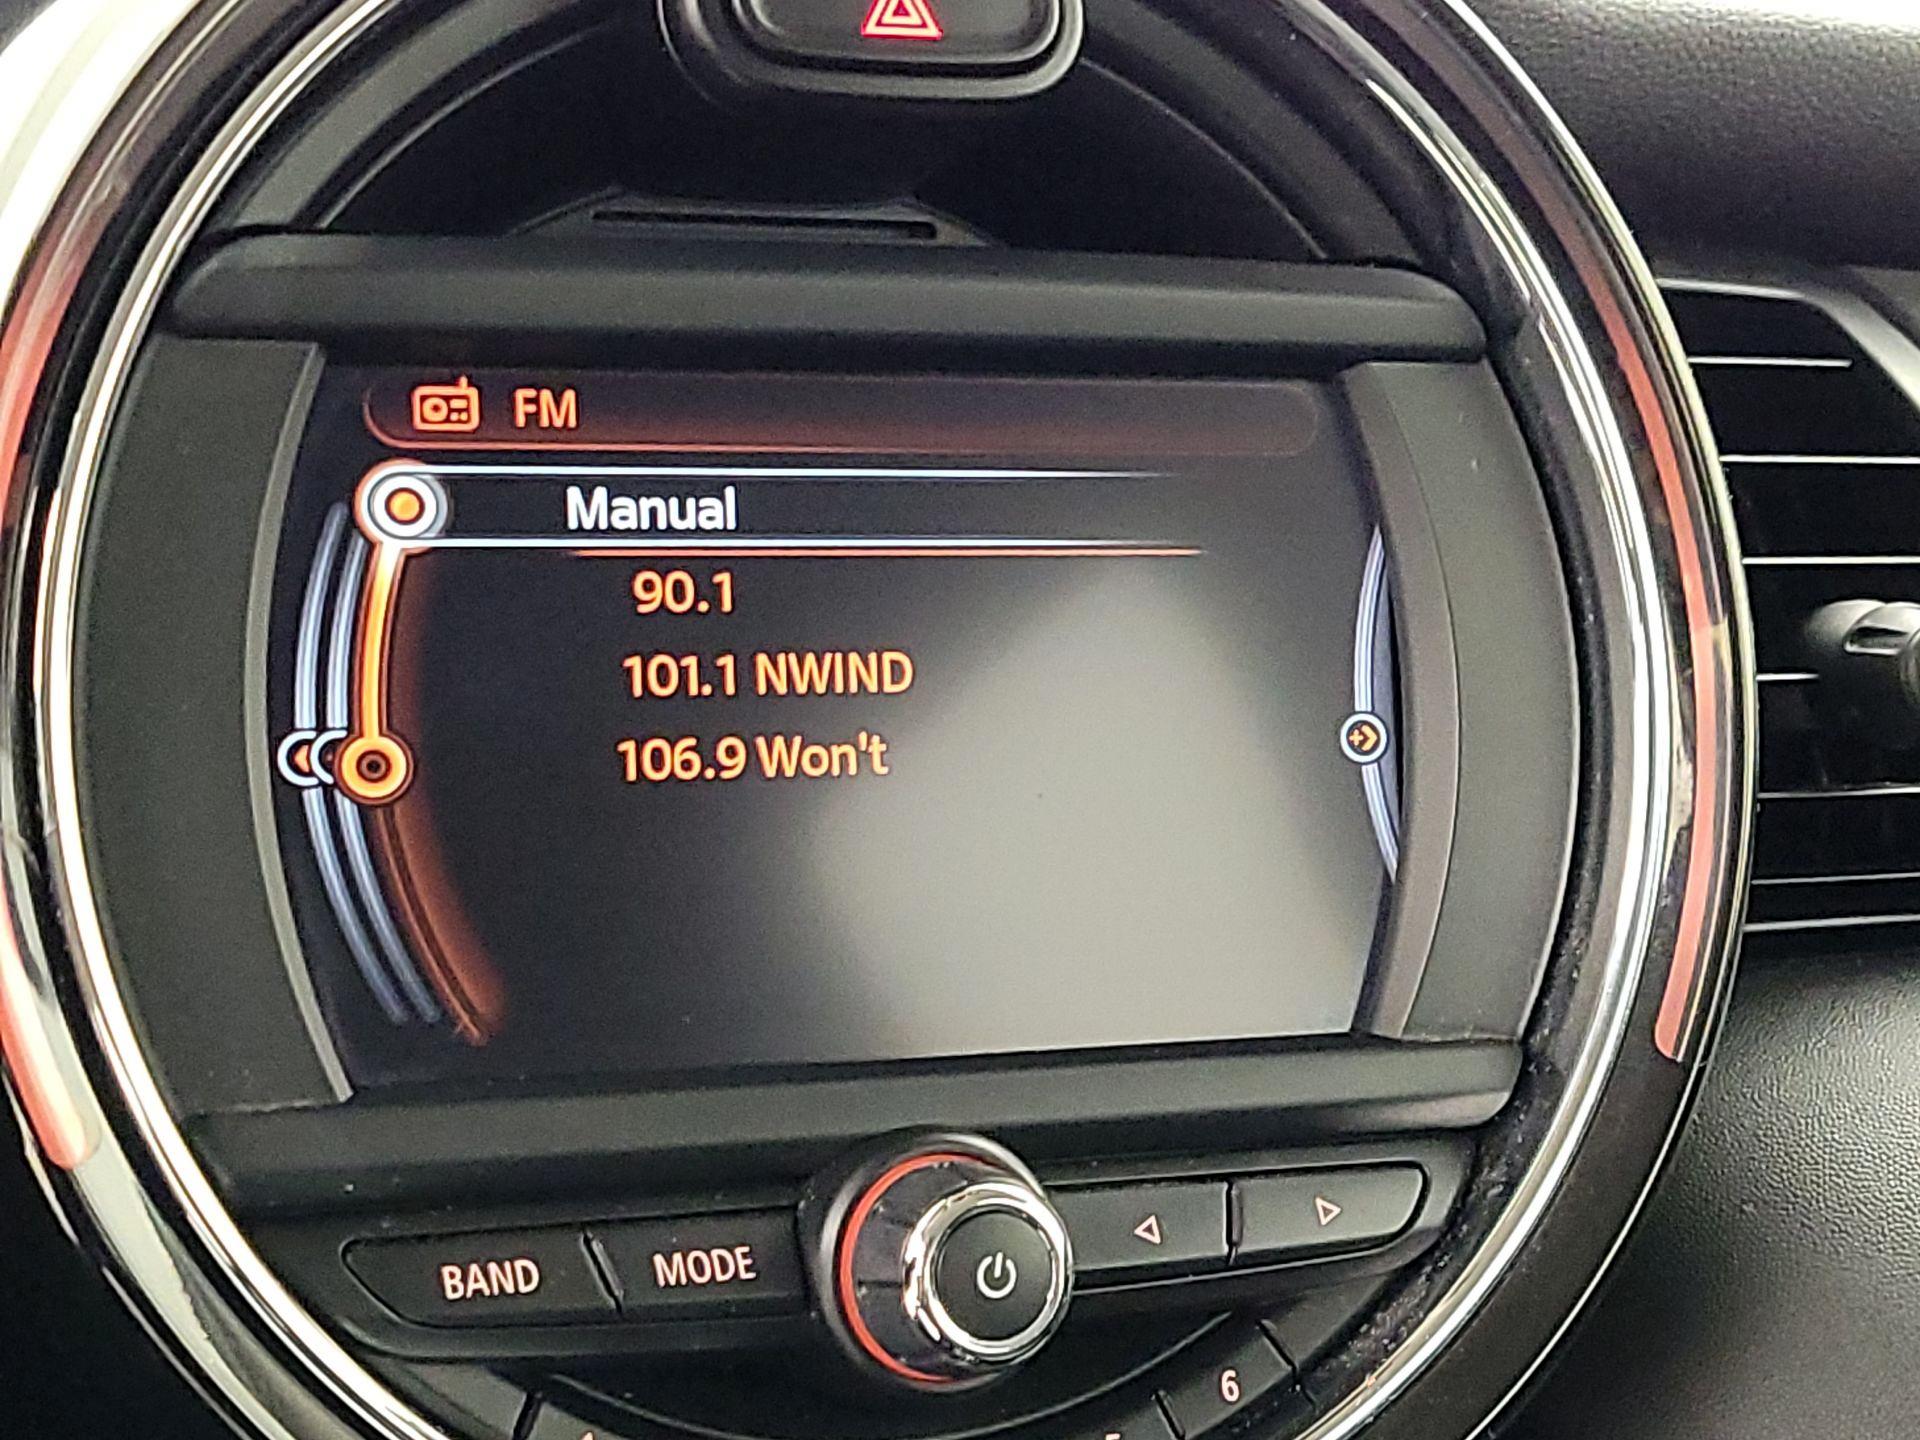 FM
Manual
90.1
101.1 NWIND
106.9 Won't
BAND MODE
6